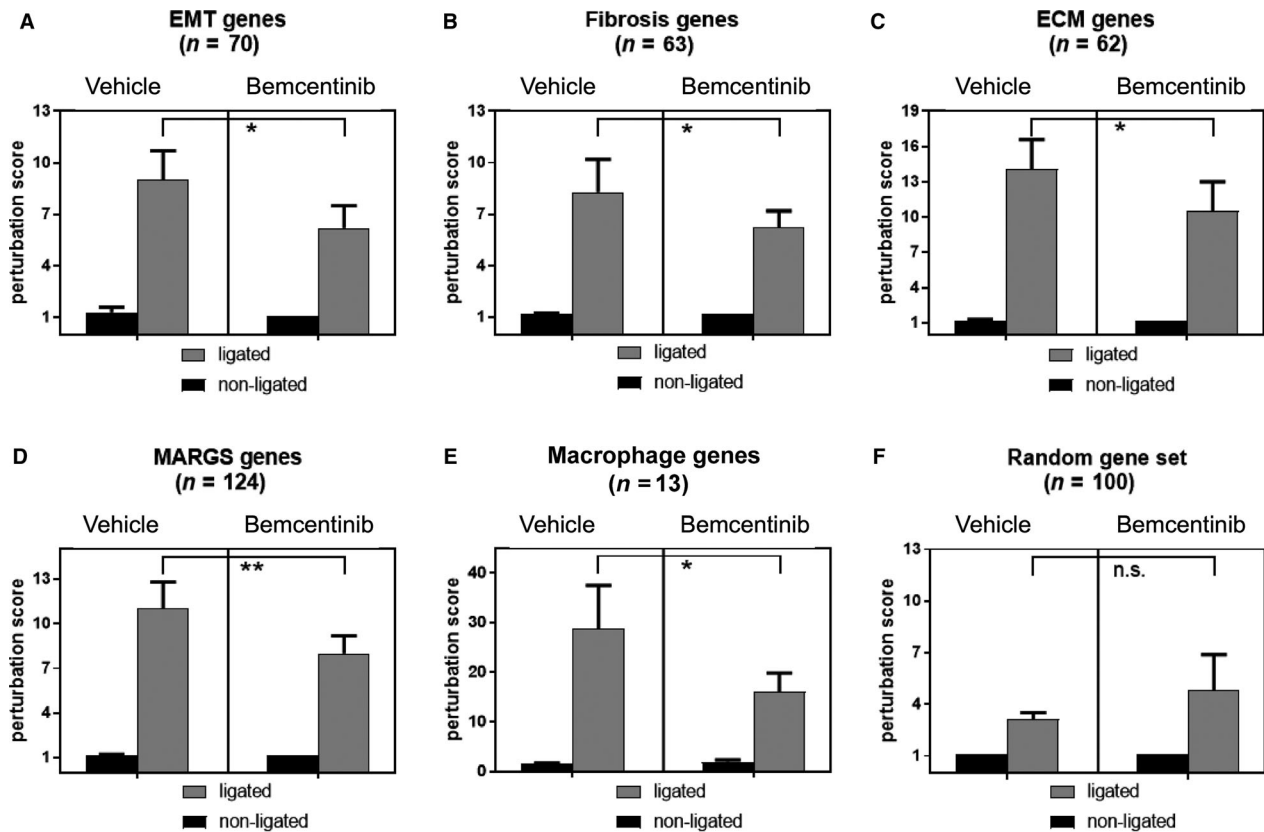 A
EMT genes
(n = 70)
Vehicle
Bemcentinib
perturbation score
13
10
7
4
1
*
ligated
non-ligated
B
Fibrosis genes
(n = 63)
Vehicle
Bemcentinib
perturbation score
13
10
7
4
1
*
ligated
non-ligated
C
ECM genes
(n = 62)
Vehicle
Bemcentinib
perturbation score
19
16
13
10
7
4
1
*
ligated
non-ligated
D
MARGS genes
(n = 124)
Vehicle
Bemcentinib
perturbation score
13
10
7
4
1
**
ligated
non-ligated
E
Macrophage genes
(n = 13)
Vehicle
Bemcentinib
perturbation score
40
30
20
10
0
*
ligated
non-ligated
F
Random gene set
(n = 100)
Vehicle
Bemcentinib
perturbation score
13
10
7
4
1
n.s.
ligated
non-ligated